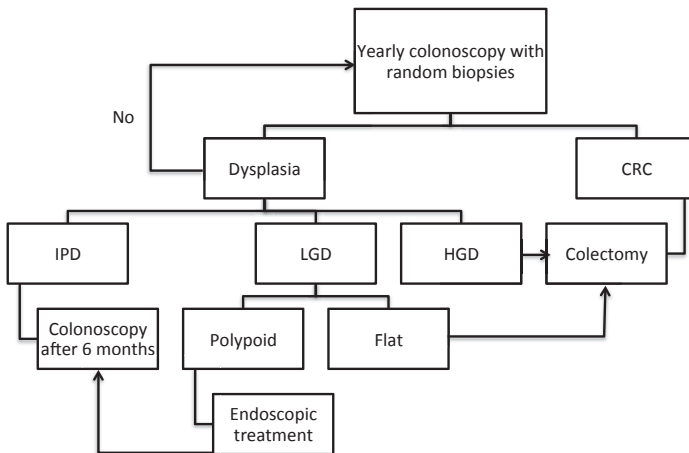 Yearly colonoscopy with
random biopsies
No
Dysplasia
CRC
IPD
LGD
HGD
Colectomy
Colonoscopy
after 6 months
Polypoid
Flat
Endoscopic
treatment